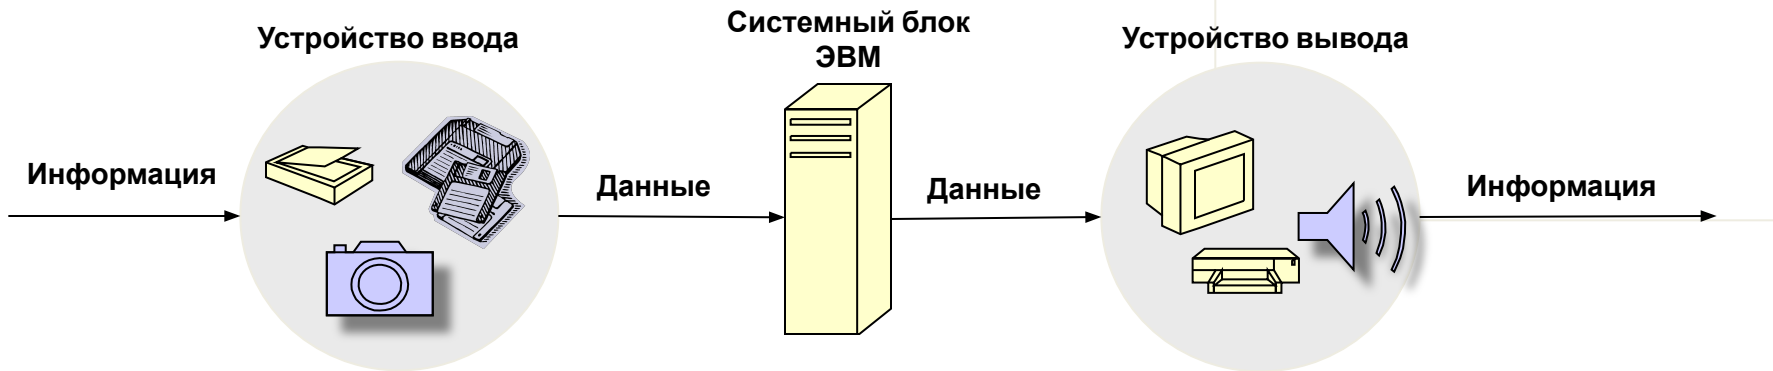 Устройство ввода
Системный блок
ЭВМ
Устройство вывода
Информация
Данные
Данные
Информация